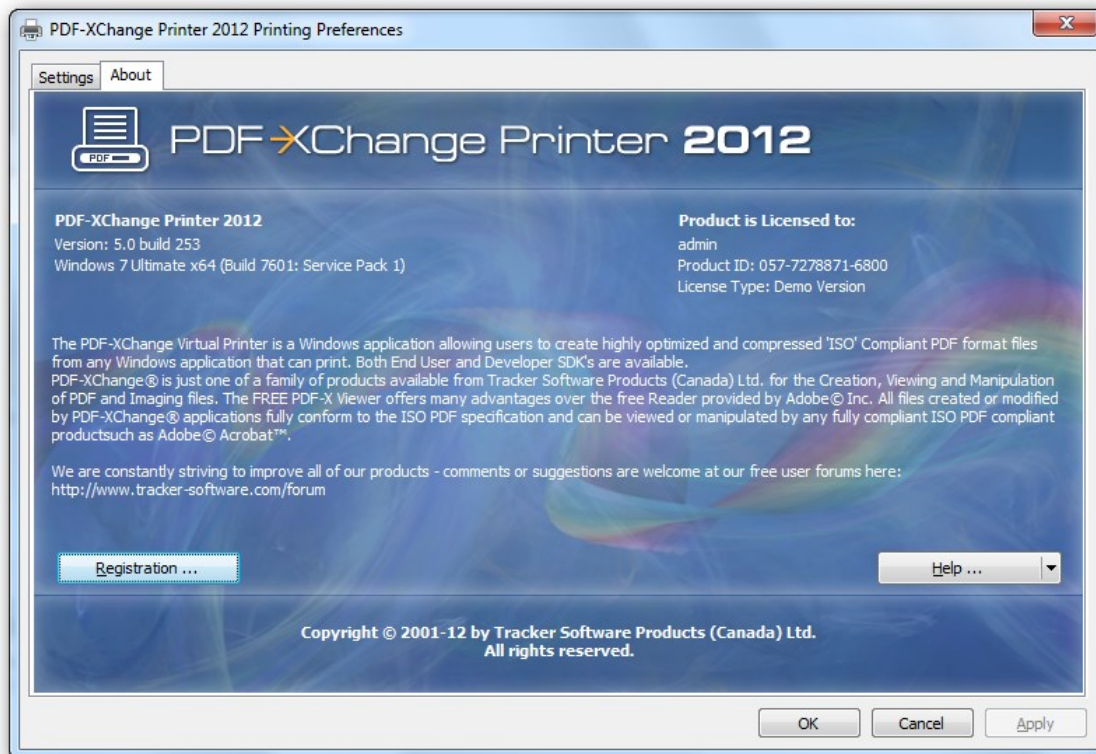 PDF-XChange Printer 2012 Printing Preferences
Settings
About
PDF
PDF-XChange Printer 2012
PDF-XChange Printer 2012
Version: 5.0 build 253
Windows 7 Ultimate x64 (Build 7601: Service Pack 1)
Product is Licensed to:
admin
Product ID: 057-7278871-6800
License Type: Demo Version
The PDF-XChange Virtual Printer is a Windows application allowing users to create highly optimized and compressed 'ISO' Compliant PDF format files
from any Windows application that can print. Both End User and Developer SDK's are available.
PDF-XChange® is just one of a family of products available from Tracker Software Products (Canada) Ltd. for the Creation, Viewing and Manipulation
of PDF and Imaging files. The FREE PDF-X Viewer offers many advantages over the free Reader provided by Adobe© Inc. All files created or modified
by PDF-XChange® applications fully conform to the ISO PDF specification and can be viewed or manipulated by any fully compliant ISO PDF compliant
productsuch as Adobe© Acrobat™.
We are constantly striving to improve all of our products - comments or suggestions are welcome at our free user forums here:
http://www.tracker-software.com/forum
Registration ...
Help ...
Copyright © 2001-12 by Tracker Software Products (Canada) Ltd.
All rights reserved.
OK
Cancel
Apply